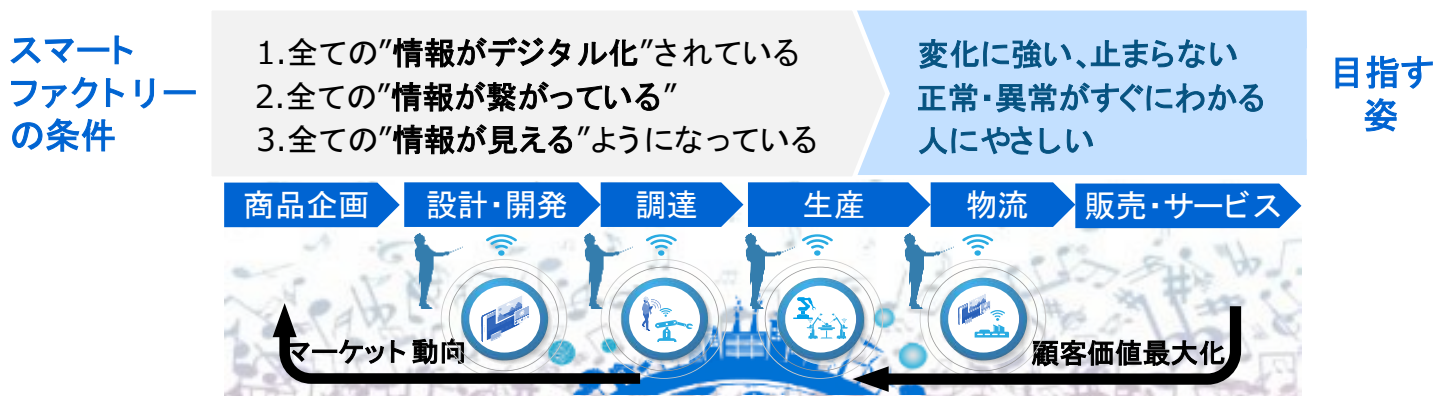 スマート
ファクトリー
の条件
1.全ての”情報がデジタル化”されている
2.全ての”情報が繋がっている”
3.全ての”情報が見える”ようになっている
変化に強い、止まらない
正常・異常がすぐにわかる
人にやさしい
目指す
姿
商品企画
設計・開発
調達
生産
物流
販売・サービス
マーケット動向
顧客価値最大化